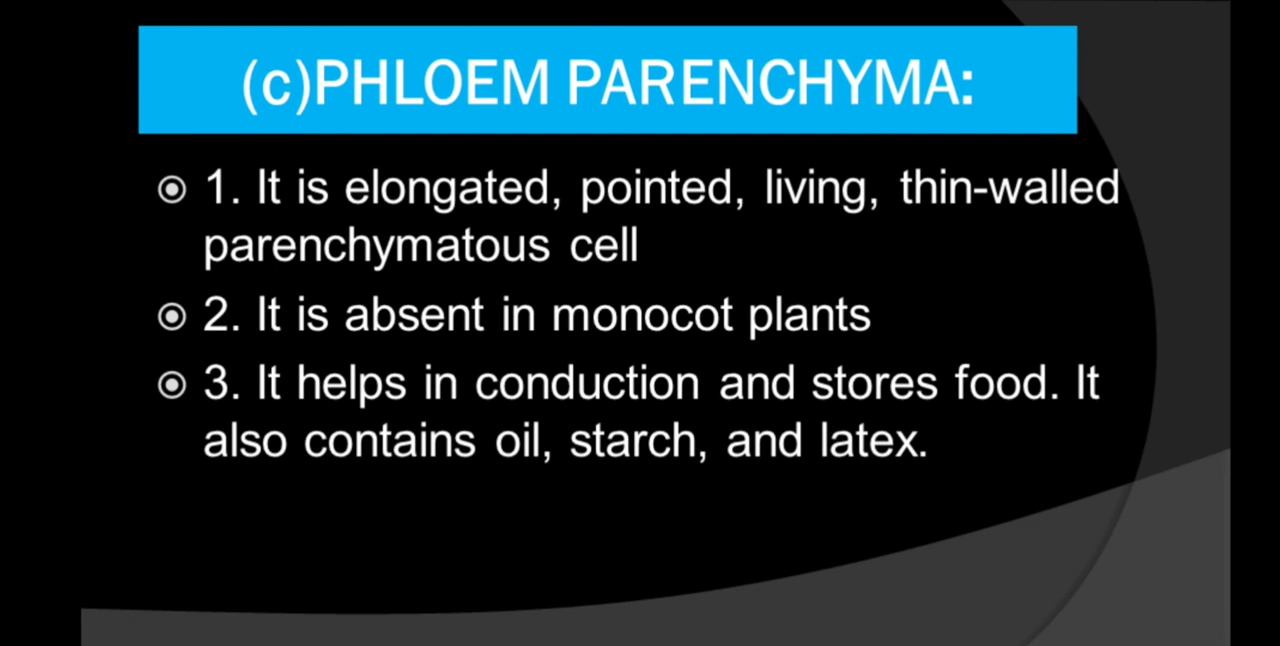 (c)PHLOEM PARENCHYMA:
1. It is elongated, pointed, living, thin-walled
parenchymatous cell
2. It is absent in monocot plants
3. It helps in conduction and stores food. It
also contains oil, starch, and latex.